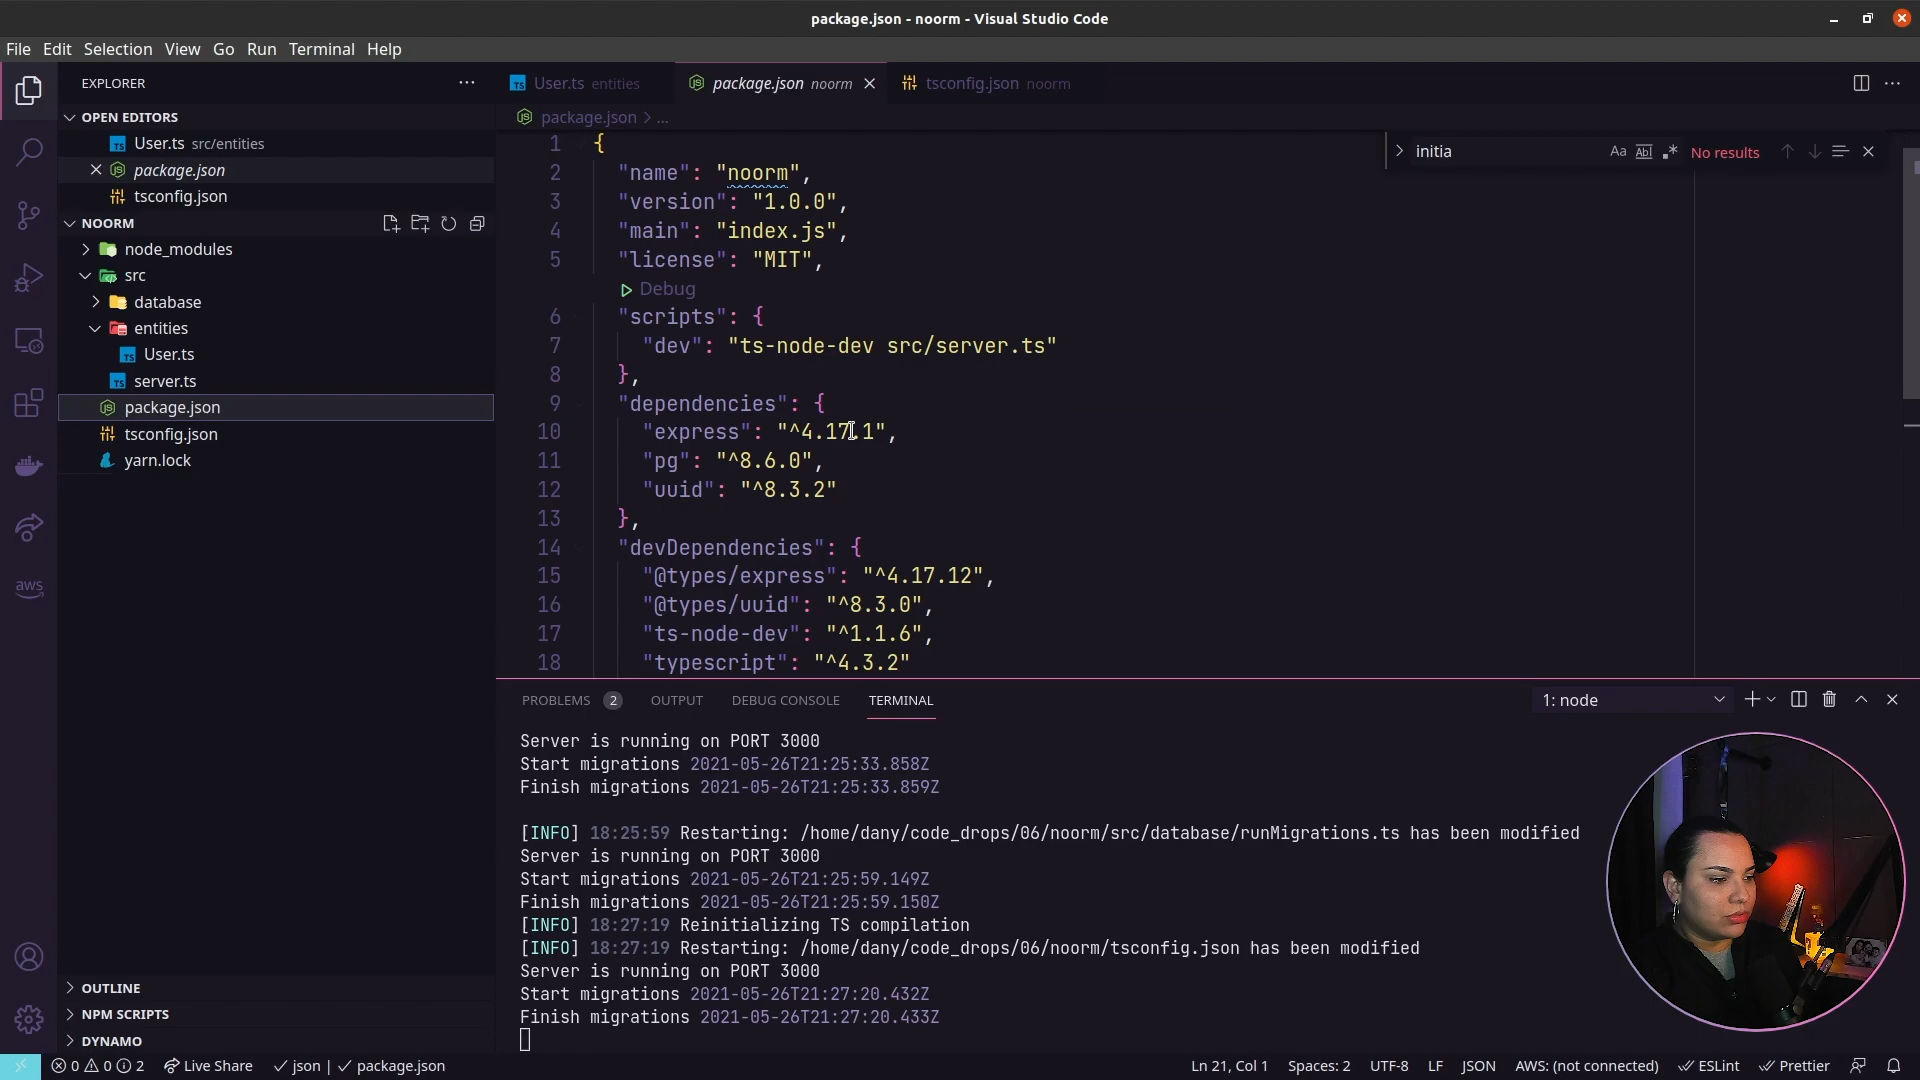 package.json - noorm - Visual Studio Code
File Edit Selection View Go Run Terminal Help
EXPLORER
OPEN EDITORS
User.ts src/entities
package.json
tsconfig.json
NOORM
node_modules
src
database
entities
User.ts
server.ts
package.json
tsconfig.json
yarn.lock
OUTLINE
NPM SCRIPTS
DYNAMO
aws
User.ts entities
package.json noorm
tsconfig.json noorm
package.json > ...
initia Aa Abl No results
1 {
2 "name": "noorm",
3 "version": "1.0.0",
4 "main": "index.js",
5 "license": "MIT",
Debug
6 "scripts": {
7 "dev": "ts-node-dev src/server.ts"
8 },
9 "dependencies": {
10 "express": "^4.17.1",
11 "pg": "^8.6.0",
12 "uuid": "^8.3.2"
13 },
14 "devDependencies": {
15 "@types/express": "^4.17.12",
16 "@types/uuid": "^8.3.0",
17 "ts-node-dev": "^1.1.6",
18 "typescript": "^4.3.2"
PROBLEMS 2 OUTPUT DEBUG CONSOLE TERMINAL 1: node
Server is running on PORT 3000
Start migrations 2021-05-26T21:25:33.858Z
Finish migrations 2021-05-26T21:25:33.859Z
[INFO] 18:25:59 Restarting: /home/dany/code_drops/06/noorm/src/database/runMigrations.ts has been modified
Server is running on PORT 3000
Start migrations 2021-05-26T21:25:59.149Z
Finish migrations 2021-05-26T21:25:59.150Z
[INFO] 18:27:19 Reinitializing TS compilation
[INFO] 18:27:19 Restarting: /home/dany/code_drops/06/noorm/tsconfig.json has been modified
Server is running on PORT 3000
Start migrations 2021-05-26T21:27:20.432Z
Finish migrations 2021-05-26T21:27:20.433Z
0 0 2 Live Share json | package.json Ln 21, Col 1 Spaces: 2 UTF-8 LF JSON AWS: (not connected) ESLint Prettier